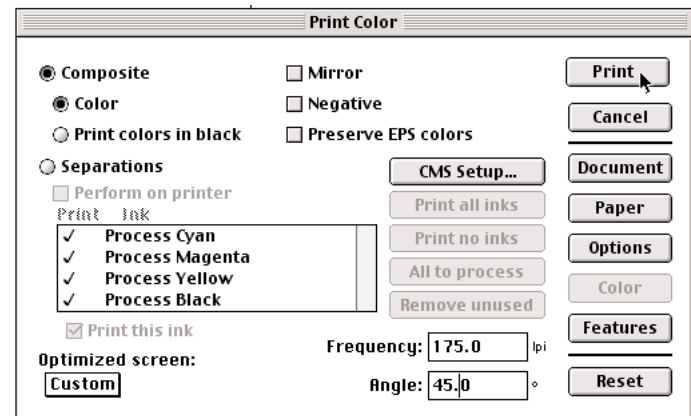 Print Color
Composite
Mirror
Print
Color
Negative
Cancel
Print colors in black
Preserve EPS colors
Separations
CMS Setup...
Document
Perform on printer
Print all inks
Paper
Print Ink
✓ Process Cyan
Print no inks
Options
✓ Process Magenta
✓ Process Yellow
All to process
Color
✓ Process Black
Remove unused
Print this ink
Features
Frequency: 175.0 lpi
Optimized screen:
Custom
Angle: 45.0 °
Reset